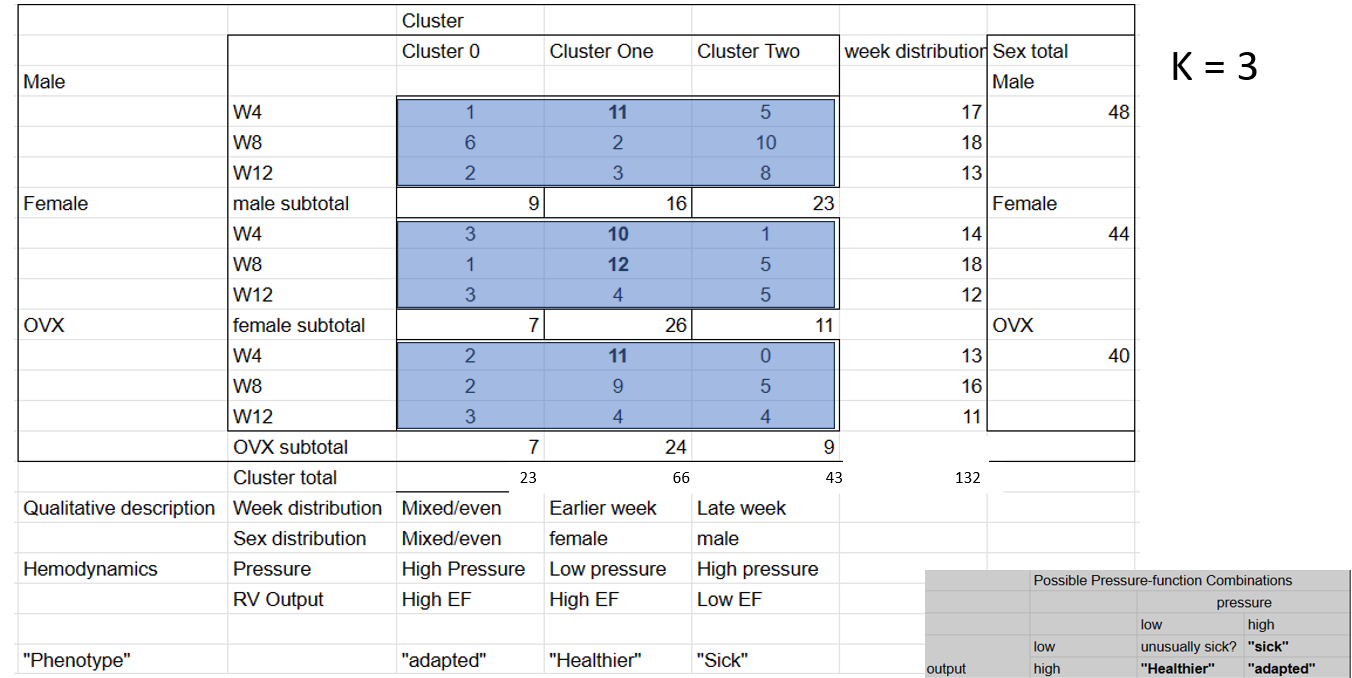 Cluster
Cluster 0 Cluster One Cluster Two week distribution Sex total
K = 3
Male Male
W4 1 11 5 17 48
W8 6 2 10 18
W12 2 3 8 13
Female male subtotal 9 16 23 Female
W4 3 10 1 14 44
W8 1 12 5 18
W12 3 4 5 12
OVX female subtotal 7 26 11 OVX
W4 2 11 0 13 40
W8 2 9 5 16
W12 3 4 4 11
OVX subtotal 7 24 9
Cluster total 23 66 43 132
Qualitative description Week distribution Mixed/even Earlier week Late week
Sex distribution Mixed/even female male
Hemodynamics Pressure High Pressure Low pressure High pressure
RV Output High EF High EF Low EF
"Phenotype" "adapted" "Healthier" "Sick"
Possible Pressure-function Combinations
pressure
low high
low unusually sick? "sick"
output high "Healthier" "adapted"